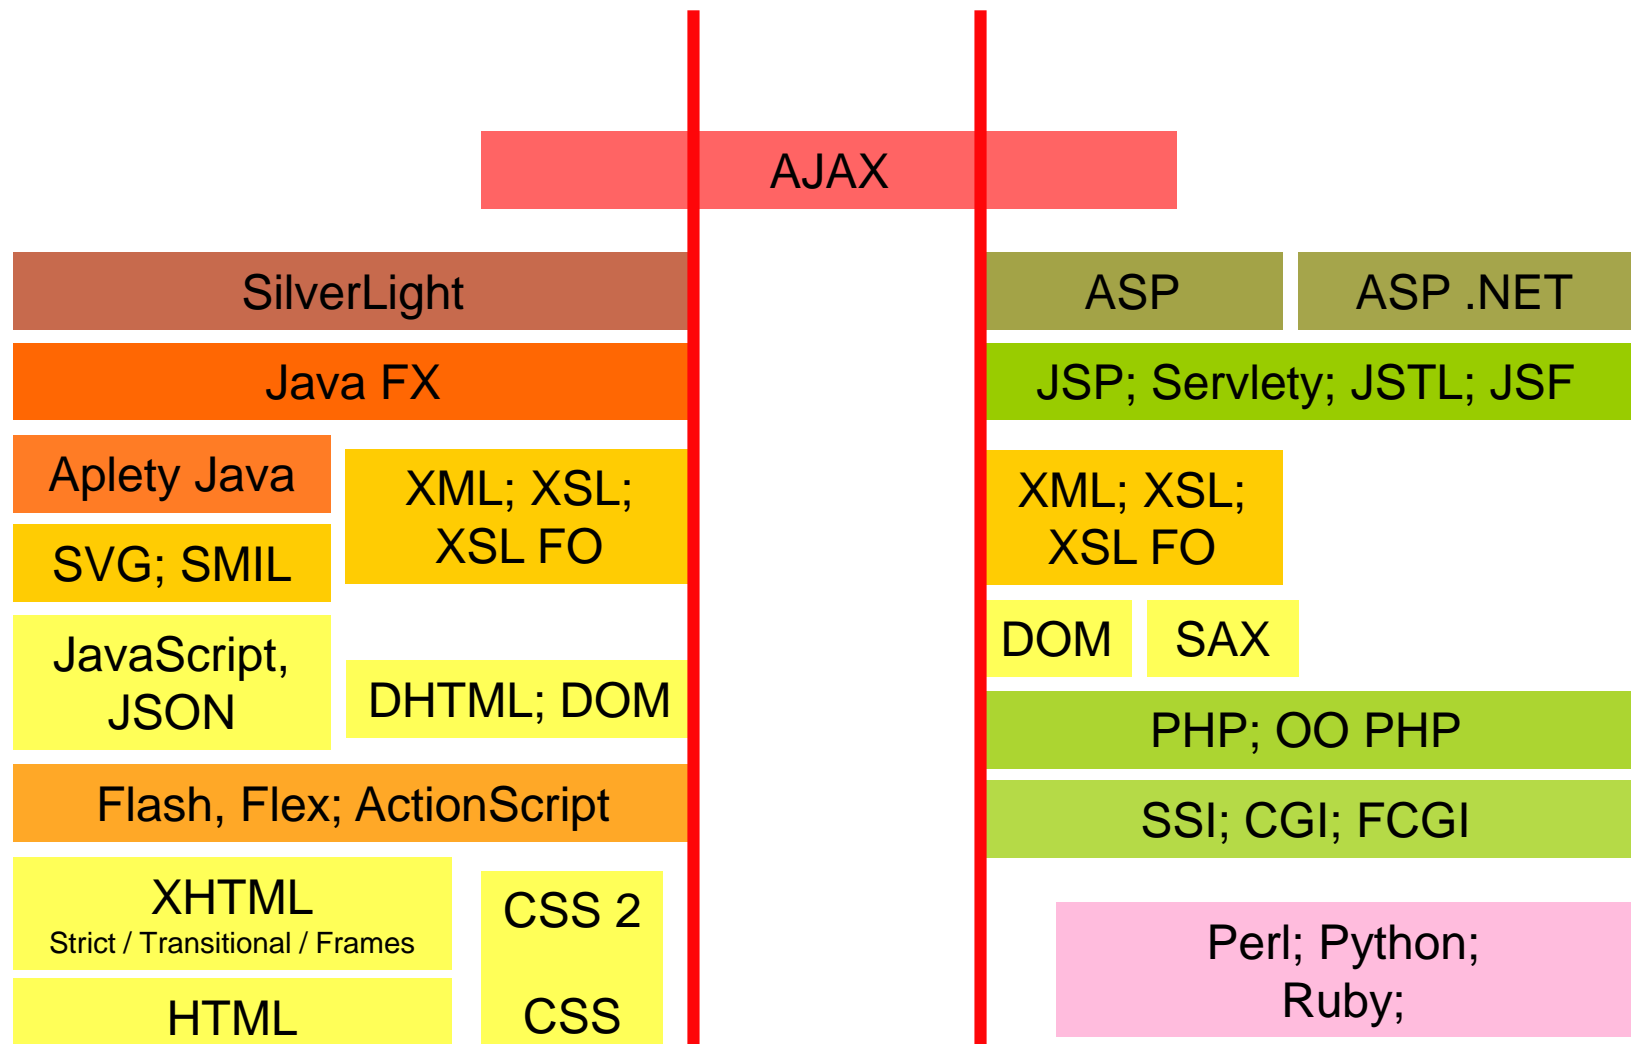 AJAX
SilverLight
ASP
ASP .NET
Java FX
JSP; Servlety; JSTL; JSF
Aplety Java
XML; XSL;
XSL FO
XML; XSL;
XSL FO
SVG; SMIL
JavaScript,
JSON
DHTML; DOM
DOM
SAX
PHP; OO PHP
Flash, Flex; ActionScript
SSI; CGI; FCGI
XHTML
Strict / Transitional / Frames
CSS 2
Perl; Python;
Ruby;
HTML
CSS